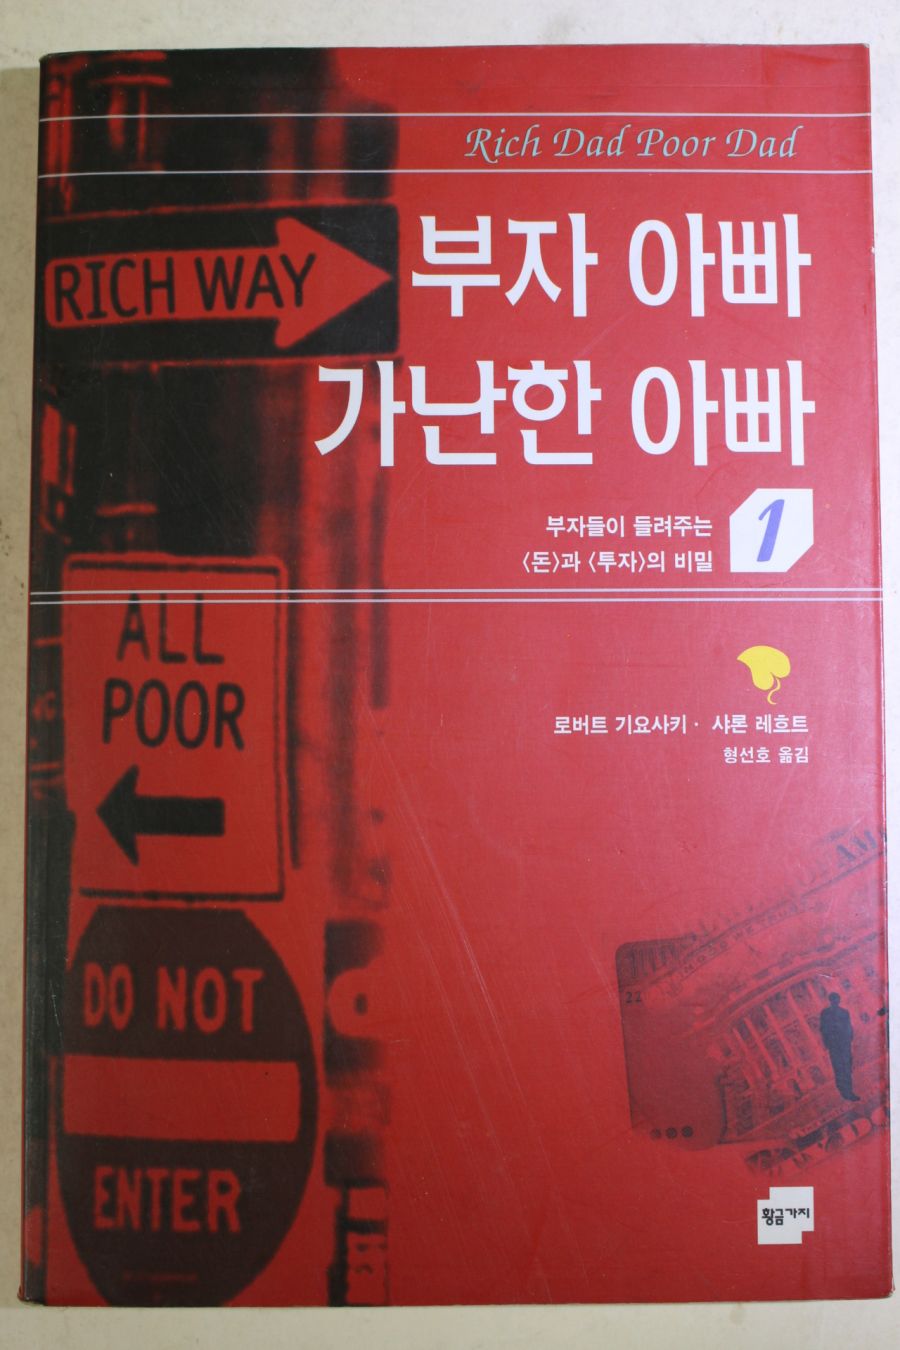 Rich Dad Poor Dad
RICH WAY
부자 아빠
가난한 아빠
부자들이 들려주는
〈돈〉과 〈투자〉의 비밀
1
ALL
POOR
로버트 기요사키 · 샤론 레흐트
형선호 옮김
DO NOT
ENTER
22
황금가지